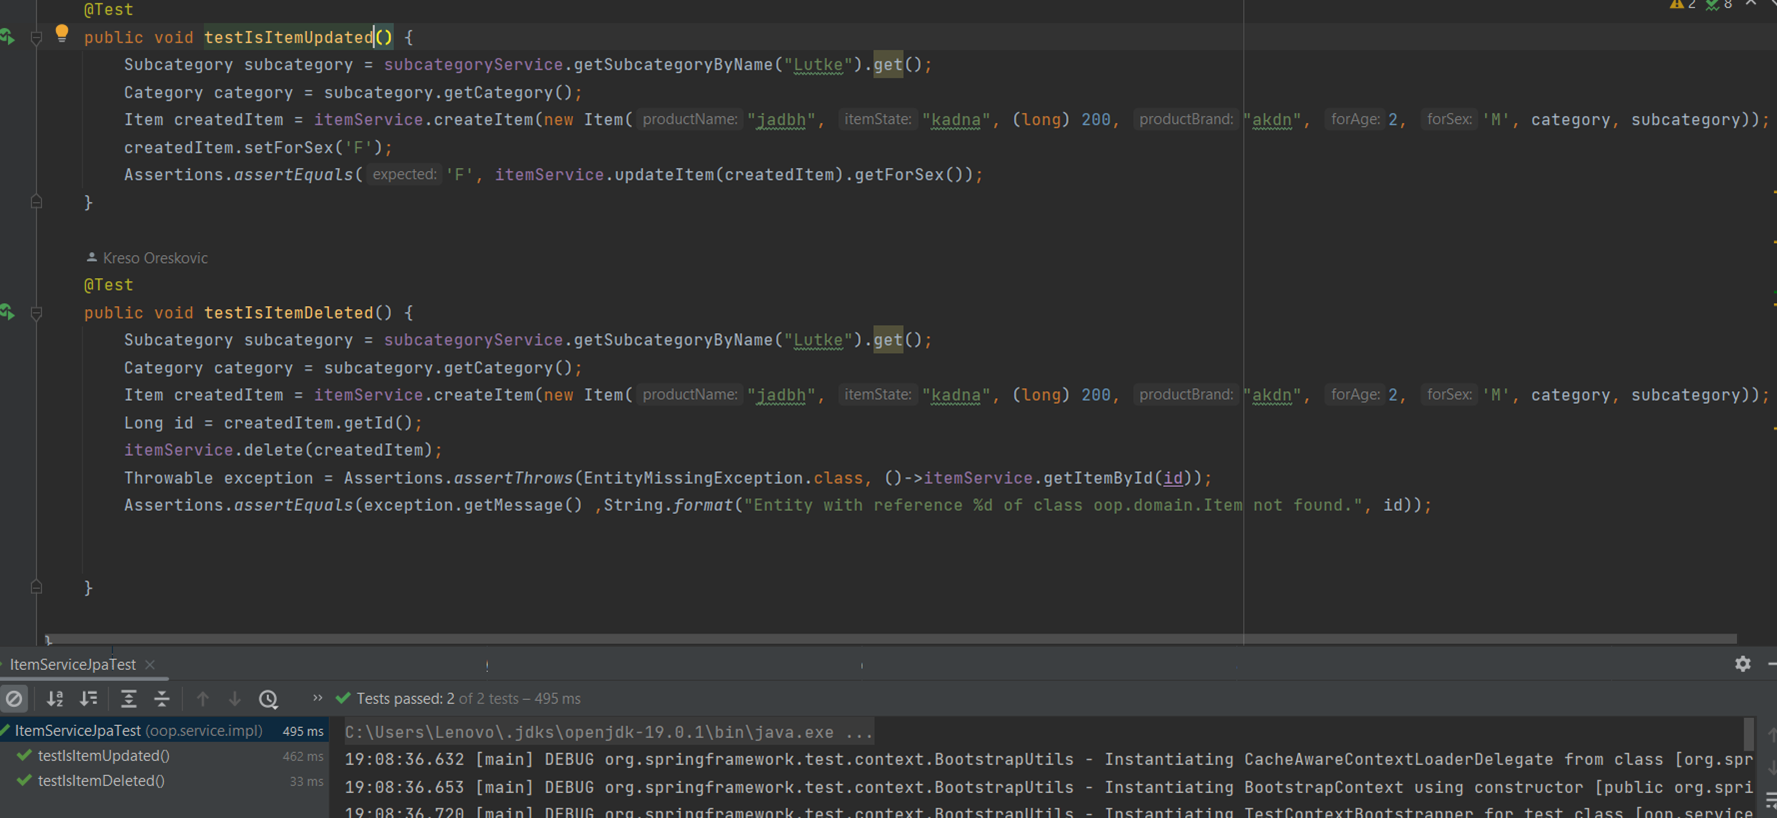 @Test
2 8
public void testIsItemUpdated() {
Subcategory subcategory = subcategoryService.getSubcategoryByName("Lutke").get();
Category category = subcategory.getCategory();
Item createdItem = itemService.createItem(new Item( productName: "jadbh", itemState: "kadna", (long) 200, productBrand: "akdn", forAge: 2, forSex: 'M', category, subcategory));
createdItem.setForSex('F');
Assertions.assertEquals( expected: 'F', itemService.updateItem(createdItem).getForSex());
}
Kreso Oreskovic
@Test
public void testIsItemDeleted() {
Subcategory subcategory = subcategoryService.getSubcategoryByName("Lutke").get();
Category category = subcategory.getCategory();
Item createdItem = itemService.createItem(new Item( productName: "jadbh", itemState: "kadna", (long) 200, productBrand: "akdn", forAge: 2, forSex: 'M', category, subcategory));
Long id = createdItem.getId();
itemService.delete(createdItem);
Throwable exception = Assertions.assertThrows(EntityMissingException.class, ()->itemService.getItemById(id));
Assertions.assertEquals(exception.getMessage() ,String.format("Entity with reference %d of class oop.domain.Item not found.", id));
}
}
ItemServiceJpaTest ×
» Tests passed: 2 of 2 tests – 495 ms
ItemServiceJpaTest (oop.service.impl) 495 ms
testIsItemUpdated() 462 ms
testIsItemDeleted() 33 ms
C:\Users\Lenovo\.jdks\openjdk-19.0.1\bin\java.exe ...
19:08:36.632 [main] DEBUG org.springframework.test.context.BootstrapUtils - Instantiating CacheAwareContextLoaderDelegate from class [org.spr
19:08:36.653 [main] DEBUG org.springframework.test.context.BootstrapUtils - Instantiating BootstrapContext using constructor [public org.spri
19:08:36.720 [main] DEBUG org.springframework.test.context.BootstrapUtils - Instantiating TestContextBootstrapper for test class [oop.service